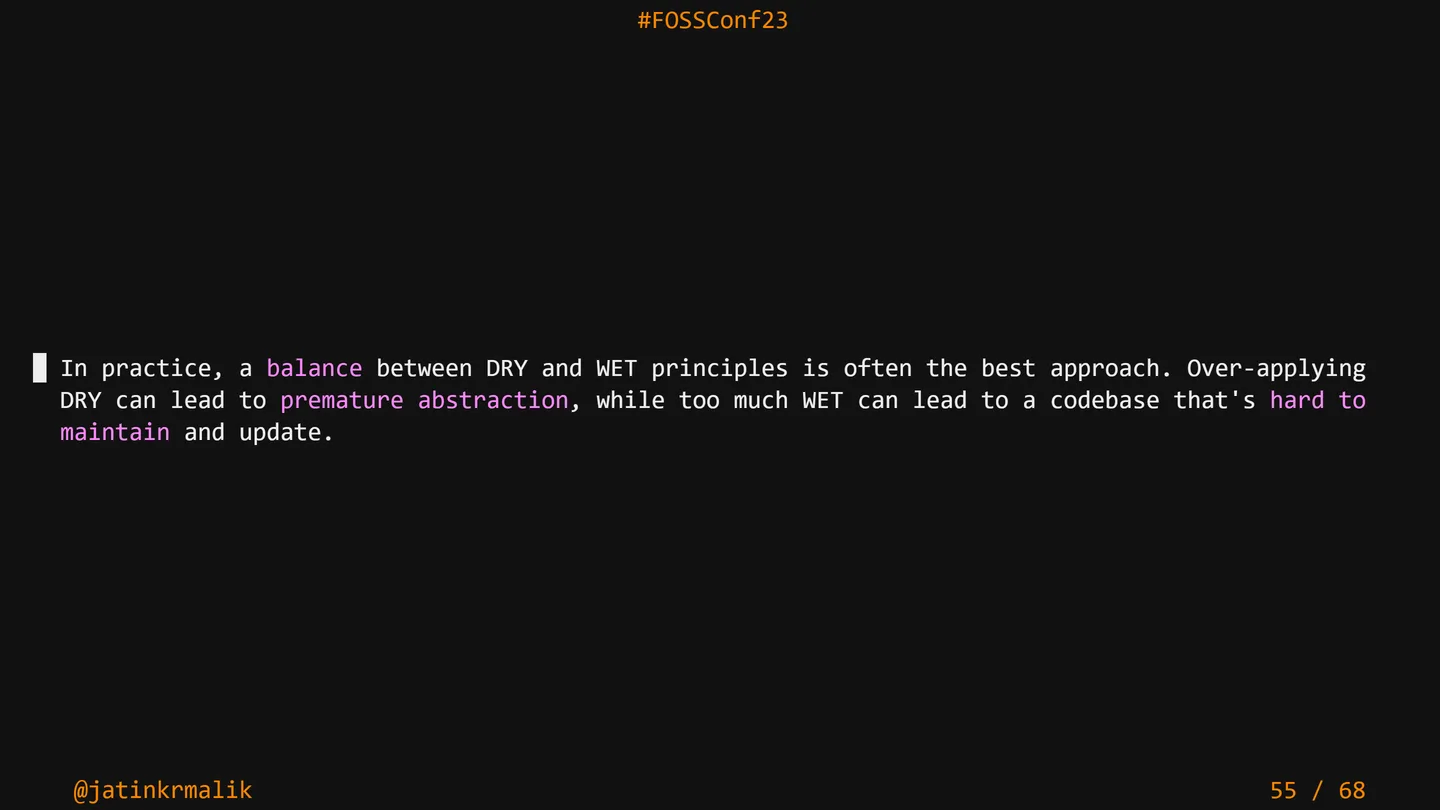 #FOSSConf23
In practice, a balance between DRY and WET principles is often the best approach. Over-applying
DRY can lead to premature abstraction, while too much WET can lead to a codebase that's hard to
maintain and update.
@jatinkrmalik
55 / 68